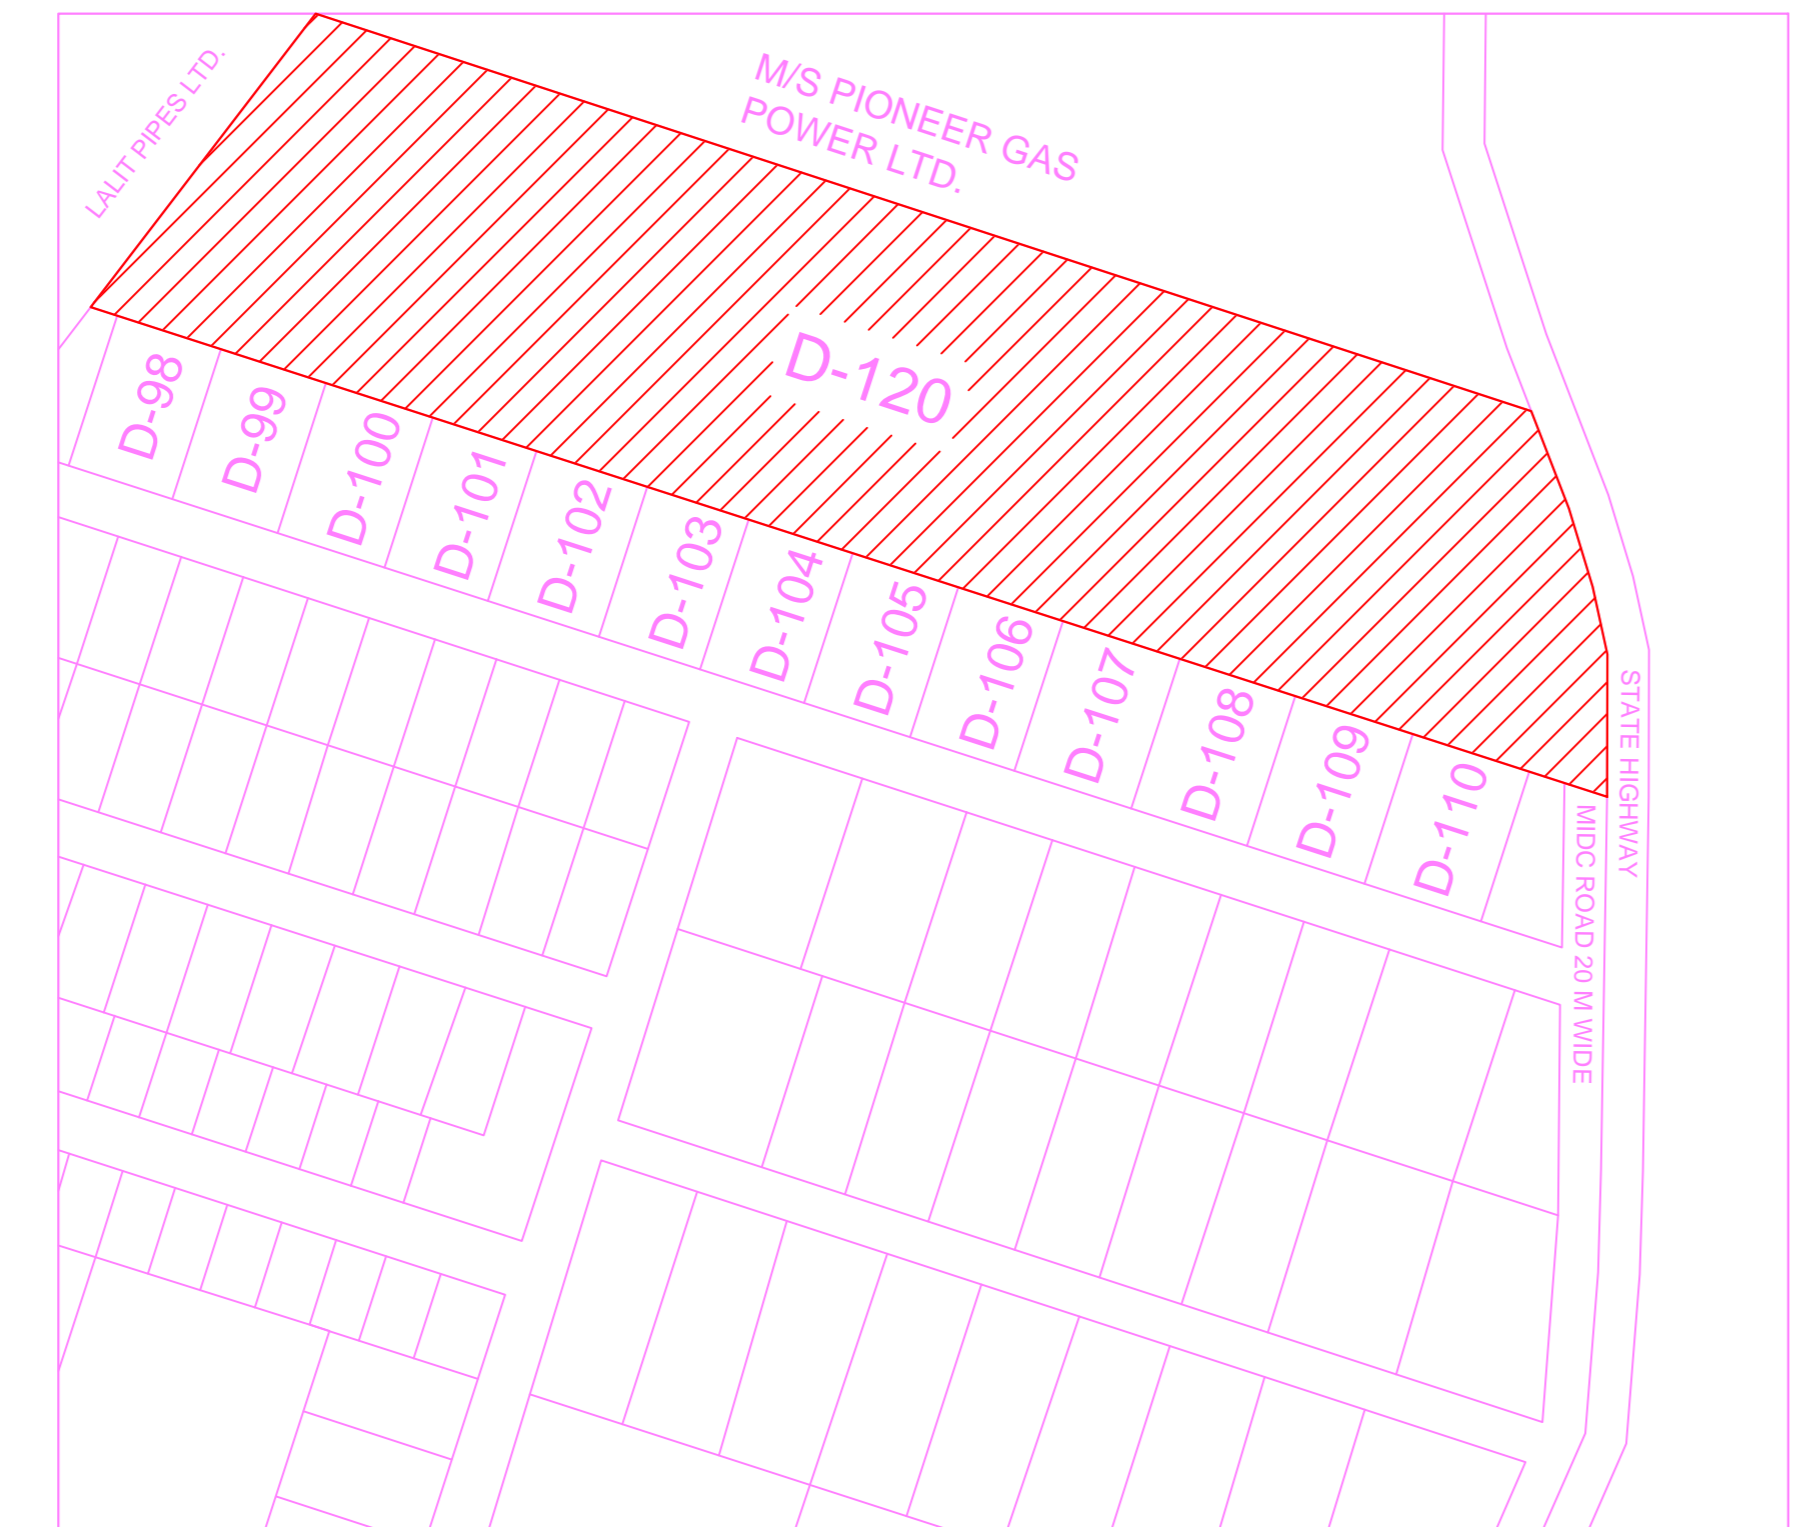 LALIT PIPES LTD.
M/S PIONEER GAS
POWER LTD.
D-120
D-98
D-99
D-100
D-101
D-102
D-103
D-104
D-105
D-106
D-107
D-108
D-109
D-110
STATE HIGHWAY
MIDC ROAD 20 M WIDE